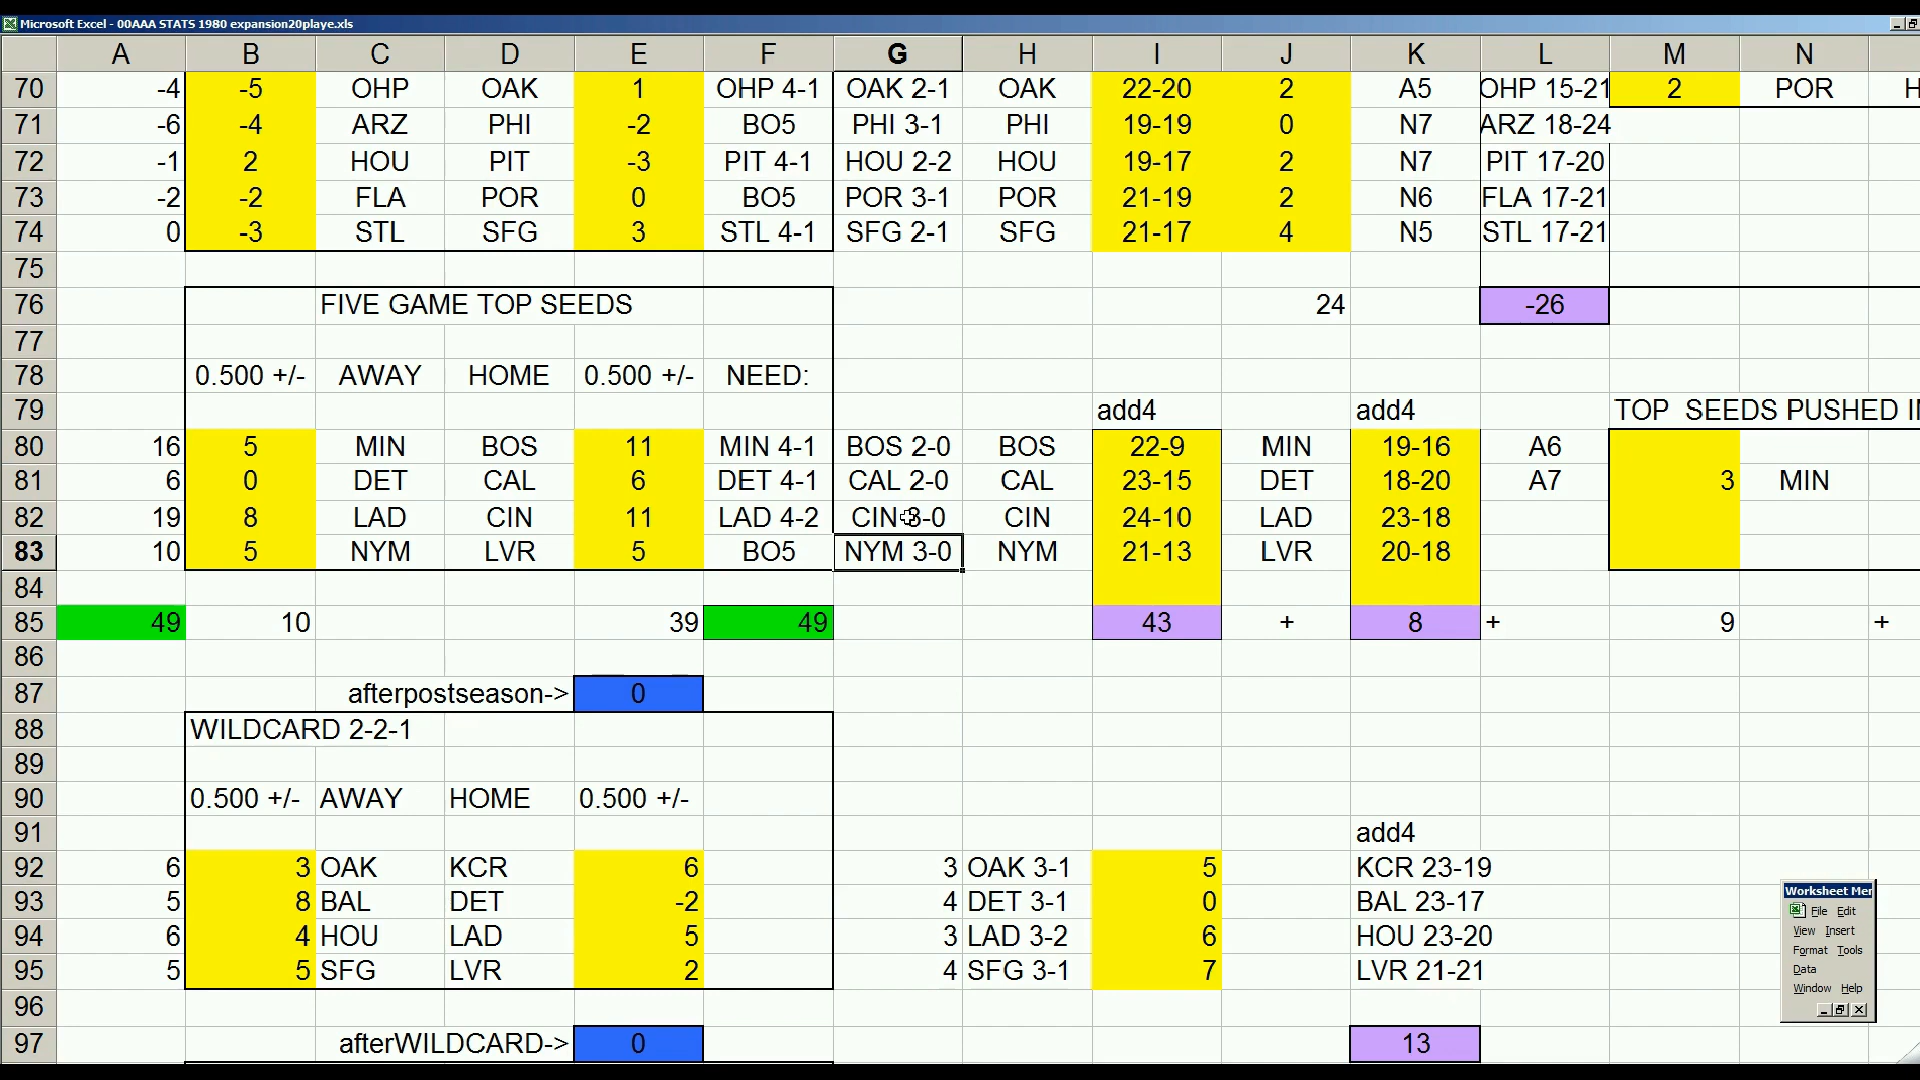 Microsoft Excel - 00AAA STATS 1980 expansion20playe.xls
A B C D E F G H I J K L M N
70 -4 -5 OHP OAK 1 OHP 4-1 OAK 2-1 OAK 22-20 2 A5 OHP 15-21 2 POR H
71 -6 -4 ARZ PHI -2 BO5 PHI 3-1 PHI 19-19 0 N7 ARZ 18-24
72 -1 2 HOU PIT -3 PIT 4-1 HOU 2-2 HOU 19-17 2 N7 PIT 17-20
73 -2 -2 FLA POR 0 BO5 POR 3-1 POR 21-19 2 N6 FLA 17-21
74 0 -3 STL SFG 3 STL 4-1 SFG 2-1 SFG 21-17 4 N5 STL 17-21
75
76 FIVE GAME TOP SEEDS 24 -26
77
78 0.500 +/- AWAY HOME 0.500 +/- NEED:
79 add4 add4 TOP SEEDS PUSHED I
80 16 5 MIN BOS 11 MIN 4-1 BOS 2-0 BOS 22-9 MIN 19-16 A6
81 6 0 DET CAL 6 DET 4-1 CAL 2-0 CAL 23-15 DET 18-20 A7 3 MIN
82 19 8 LAD CIN 11 LAD 4-2 CIN 3-0 CIN 24-10 LAD 23-18
83 10 5 NYM LVR 5 BO5 NYM 3-0 NYM 21-13 LVR 20-18
84
85 49 10 39 49 43 + 8 + 9 +
86
87 afterpostseason-> 0
88 WILDCARD 2-2-1
89
90 0.500 +/- AWAY HOME 0.500 +/-
91 add4
92 6 3 OAK KCR 6 3 OAK 3-1 5 KCR 23-19
93 5 8 BAL DET -2 4 DET 3-1 0 BAL 23-17
94 6 4 HOU LAD 5 3 LAD 3-2 6 HOU 23-20
95 5 5 SFG LVR 2 4 SFG 3-1 7 LVR 21-21
96
97 afterWILDCARD-> 0 13
Worksheet Mer
File Edit
View Insert
Format Tools
Data
Window Help